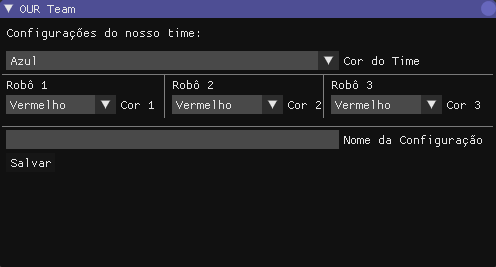 OUR Team
Configurações do nosso time:
Azul Cor do Time
Robô 1 Robô 2 Robô 3
Vermelho Cor 1 Vermelho Cor 2 Vermelho Cor 3
Nome da Configuração
Salvar